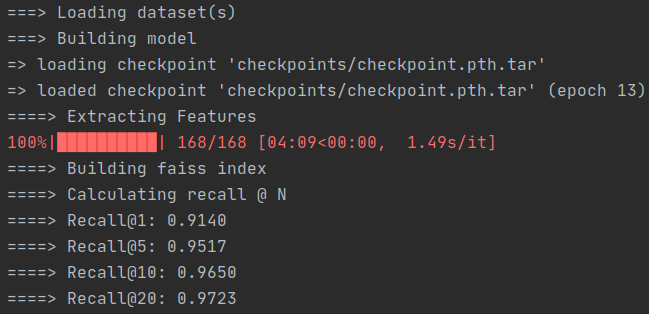 ===> Loading dataset(s)
===> Building model
=> loading checkpoint 'checkpoints/checkpoint.pth.tar'
=> loaded checkpoint 'checkpoints/checkpoint.pth.tar' (epoch 13)
====> Extracting Features
100%|██████████| 168/168 [04:09<00:00,  1.49s/it]
====> Building faiss index
====> Calculating recall @ N
====> Recall@1: 0.9140
====> Recall@5: 0.9517
====> Recall@10: 0.9650
====> Recall@20: 0.9723